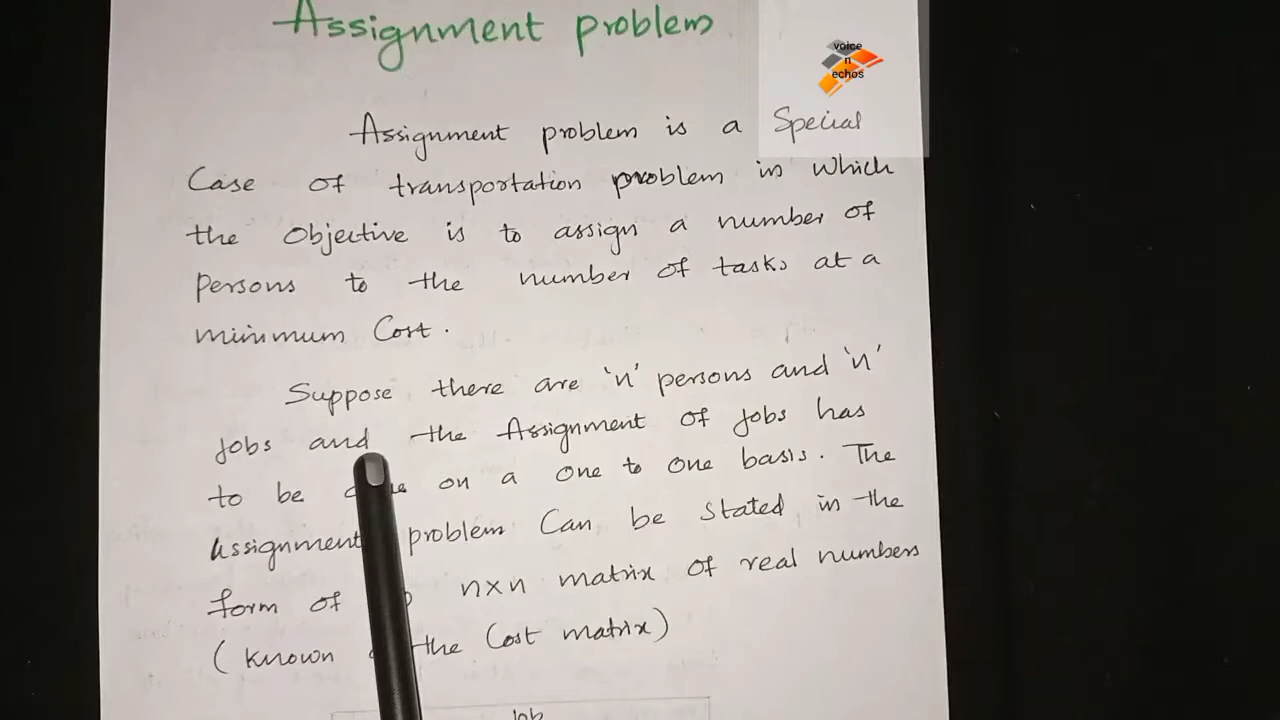 Assignment problem
voice
n
echos
Assignment problem is a Special
Case of transportation problem in which
the Objective is to assign a number of
persons to the number of tasks at a
minimum Cost.
Suppose there are 'n' persons and 'n'
jobs and the Assignment of jobs has
to be on a one to one basis. The
Assignment problem Can be stated in the
form of n×n matrix of real numbers
(known the Cost matrix)
Job